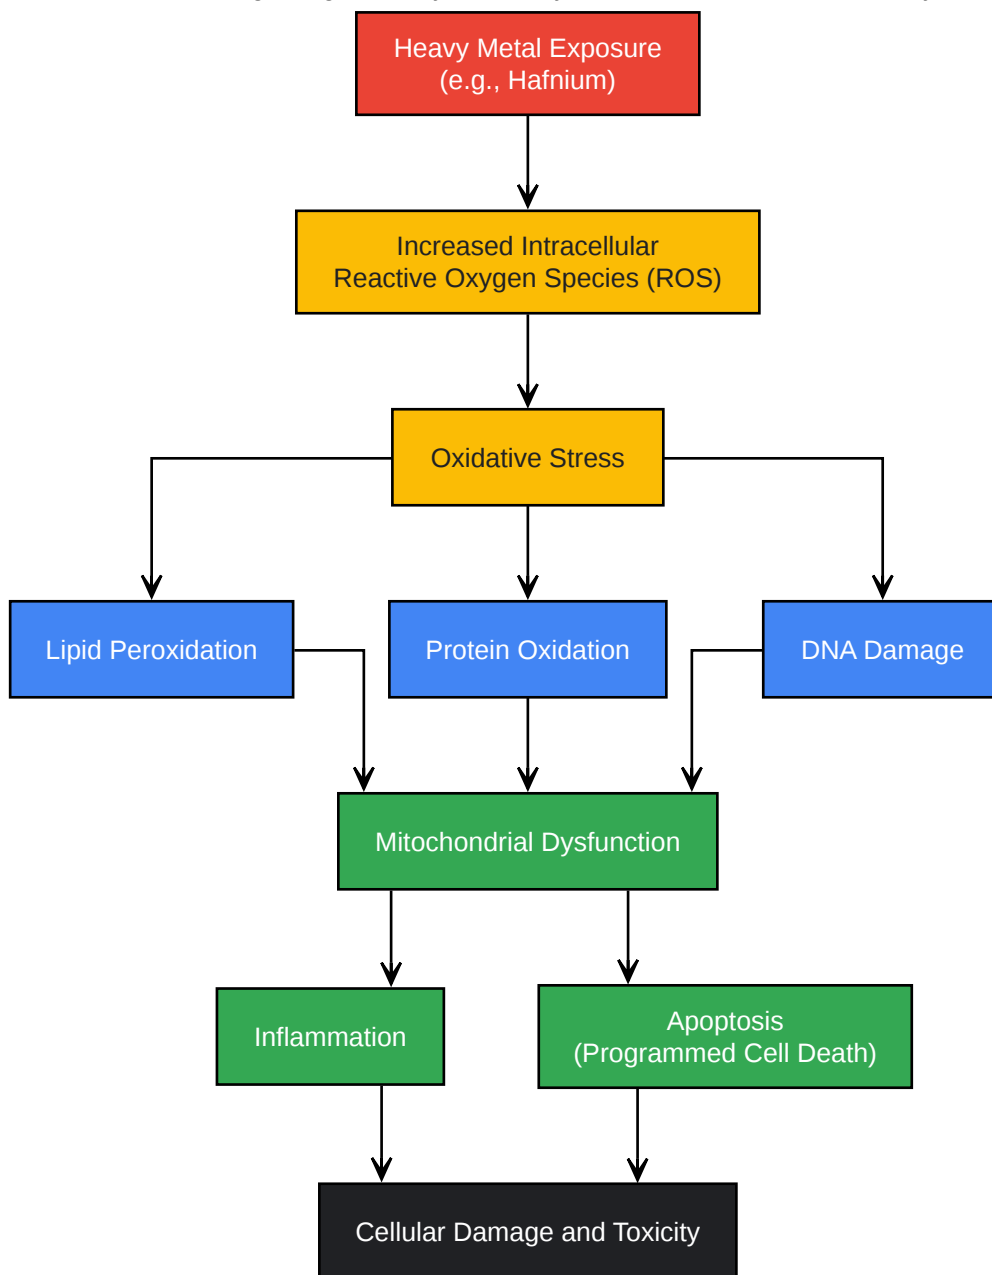 Heavy Metal Exposure
(e.g., Hafnium)
Increased Intracellular
Reactive Oxygen Species (ROS)
Oxidative Stress
Lipid Peroxidation
Protein Oxidation
DNA Damage
Mitochondrial Dysfunction
Inflammation
Apoptosis
(Programmed Cell Death)
Cellular Damage and Toxicity